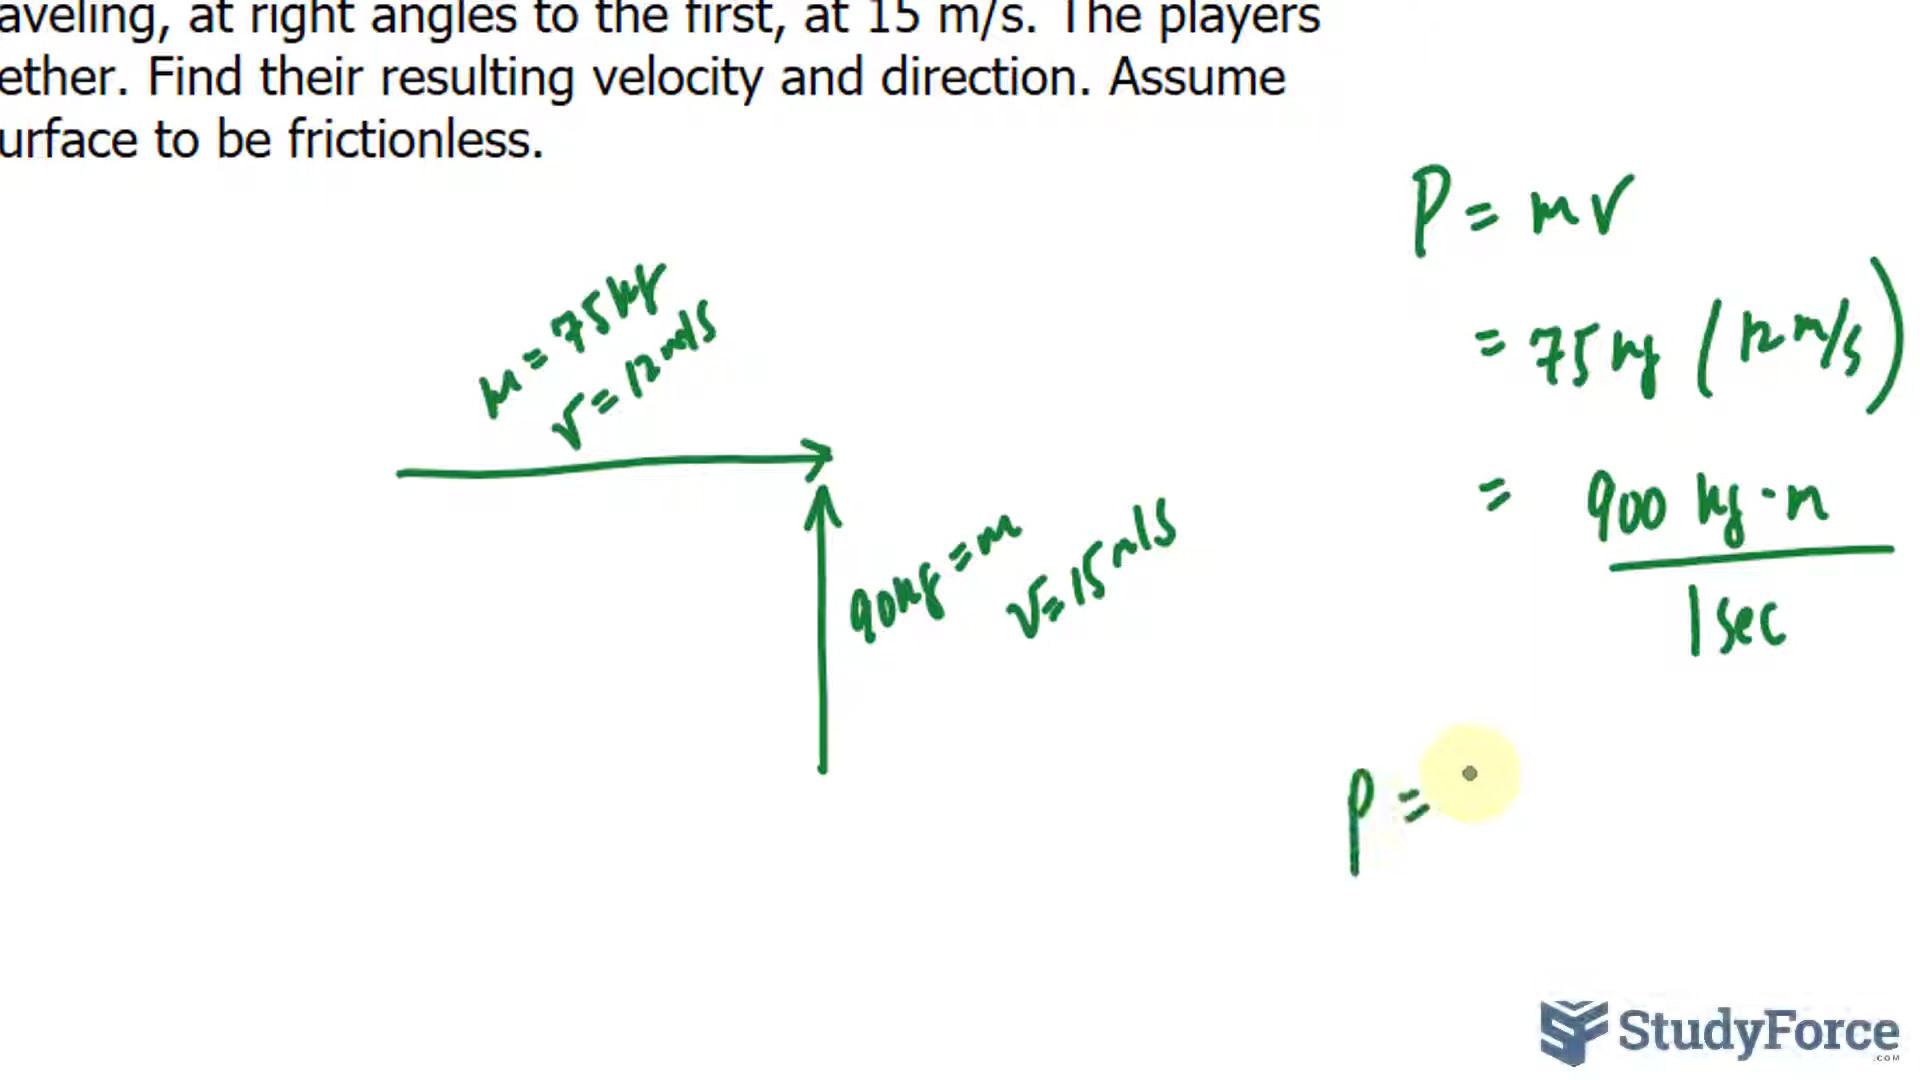 aveling, at right angles to the first, at 15 m/s. The players
ether. Find their resulting velocity and direction. Assume
urface to be frictionless.
m = 75 kg
v = 12 m/s
90 kg = m
v = 15 m/s
P = mv
= 75 kg (12 m/s)
= 900 kg · m
1 sec
P =
StudyForce
.COM